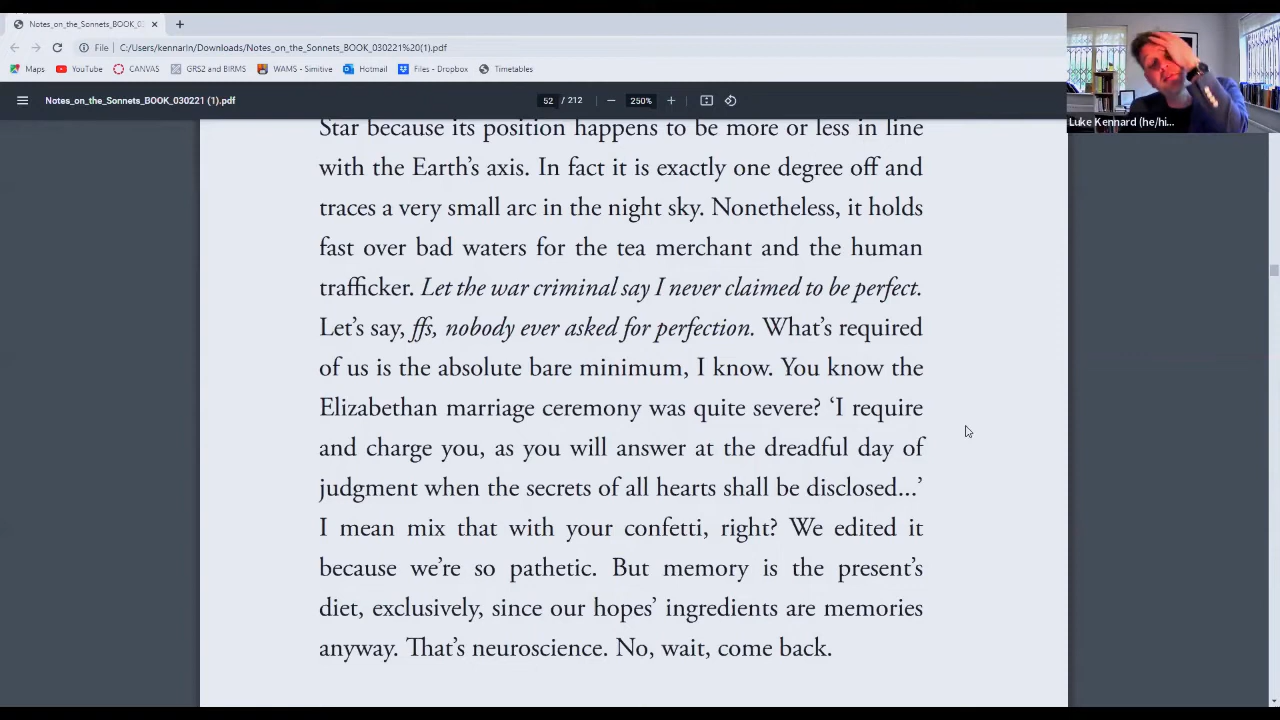 Notes_on_the_Sonnets_BOOK_03
File C:/Users/kennarin/Downloads/Notes_on_the_Sonnets_BOOK_030221%20(1).pdf
Maps YouTube CANVAS GRS2 and BIRMS WAMS - Simitive Hotmail Files - Dropbox Timetables
Notes_on_the_Sonnets_BOOK_030221 (1).pdf 52 / 212 250%
Luke Kennard (he/hi...
Star because its position happens to be more or less in line
with the Earth's axis. In fact it is exactly one degree off and
traces a very small arc in the night sky. Nonetheless, it holds
fast over bad waters for the tea merchant and the human
trafficker. Let the war criminal say I never claimed to be perfect.
Let's say, ffs, nobody ever asked for perfection. What's required
of us is the absolute bare minimum, I know. You know the
Elizabethan marriage ceremony was quite severe? ‘I require
and charge you, as you will answer at the dreadful day of
judgment when the secrets of all hearts shall be disclosed...’
I mean mix that with your confetti, right? We edited it
because we're so pathetic. But memory is the present's
diet, exclusively, since our hopes' ingredients are memories
anyway. That's neuroscience. No, wait, come back.